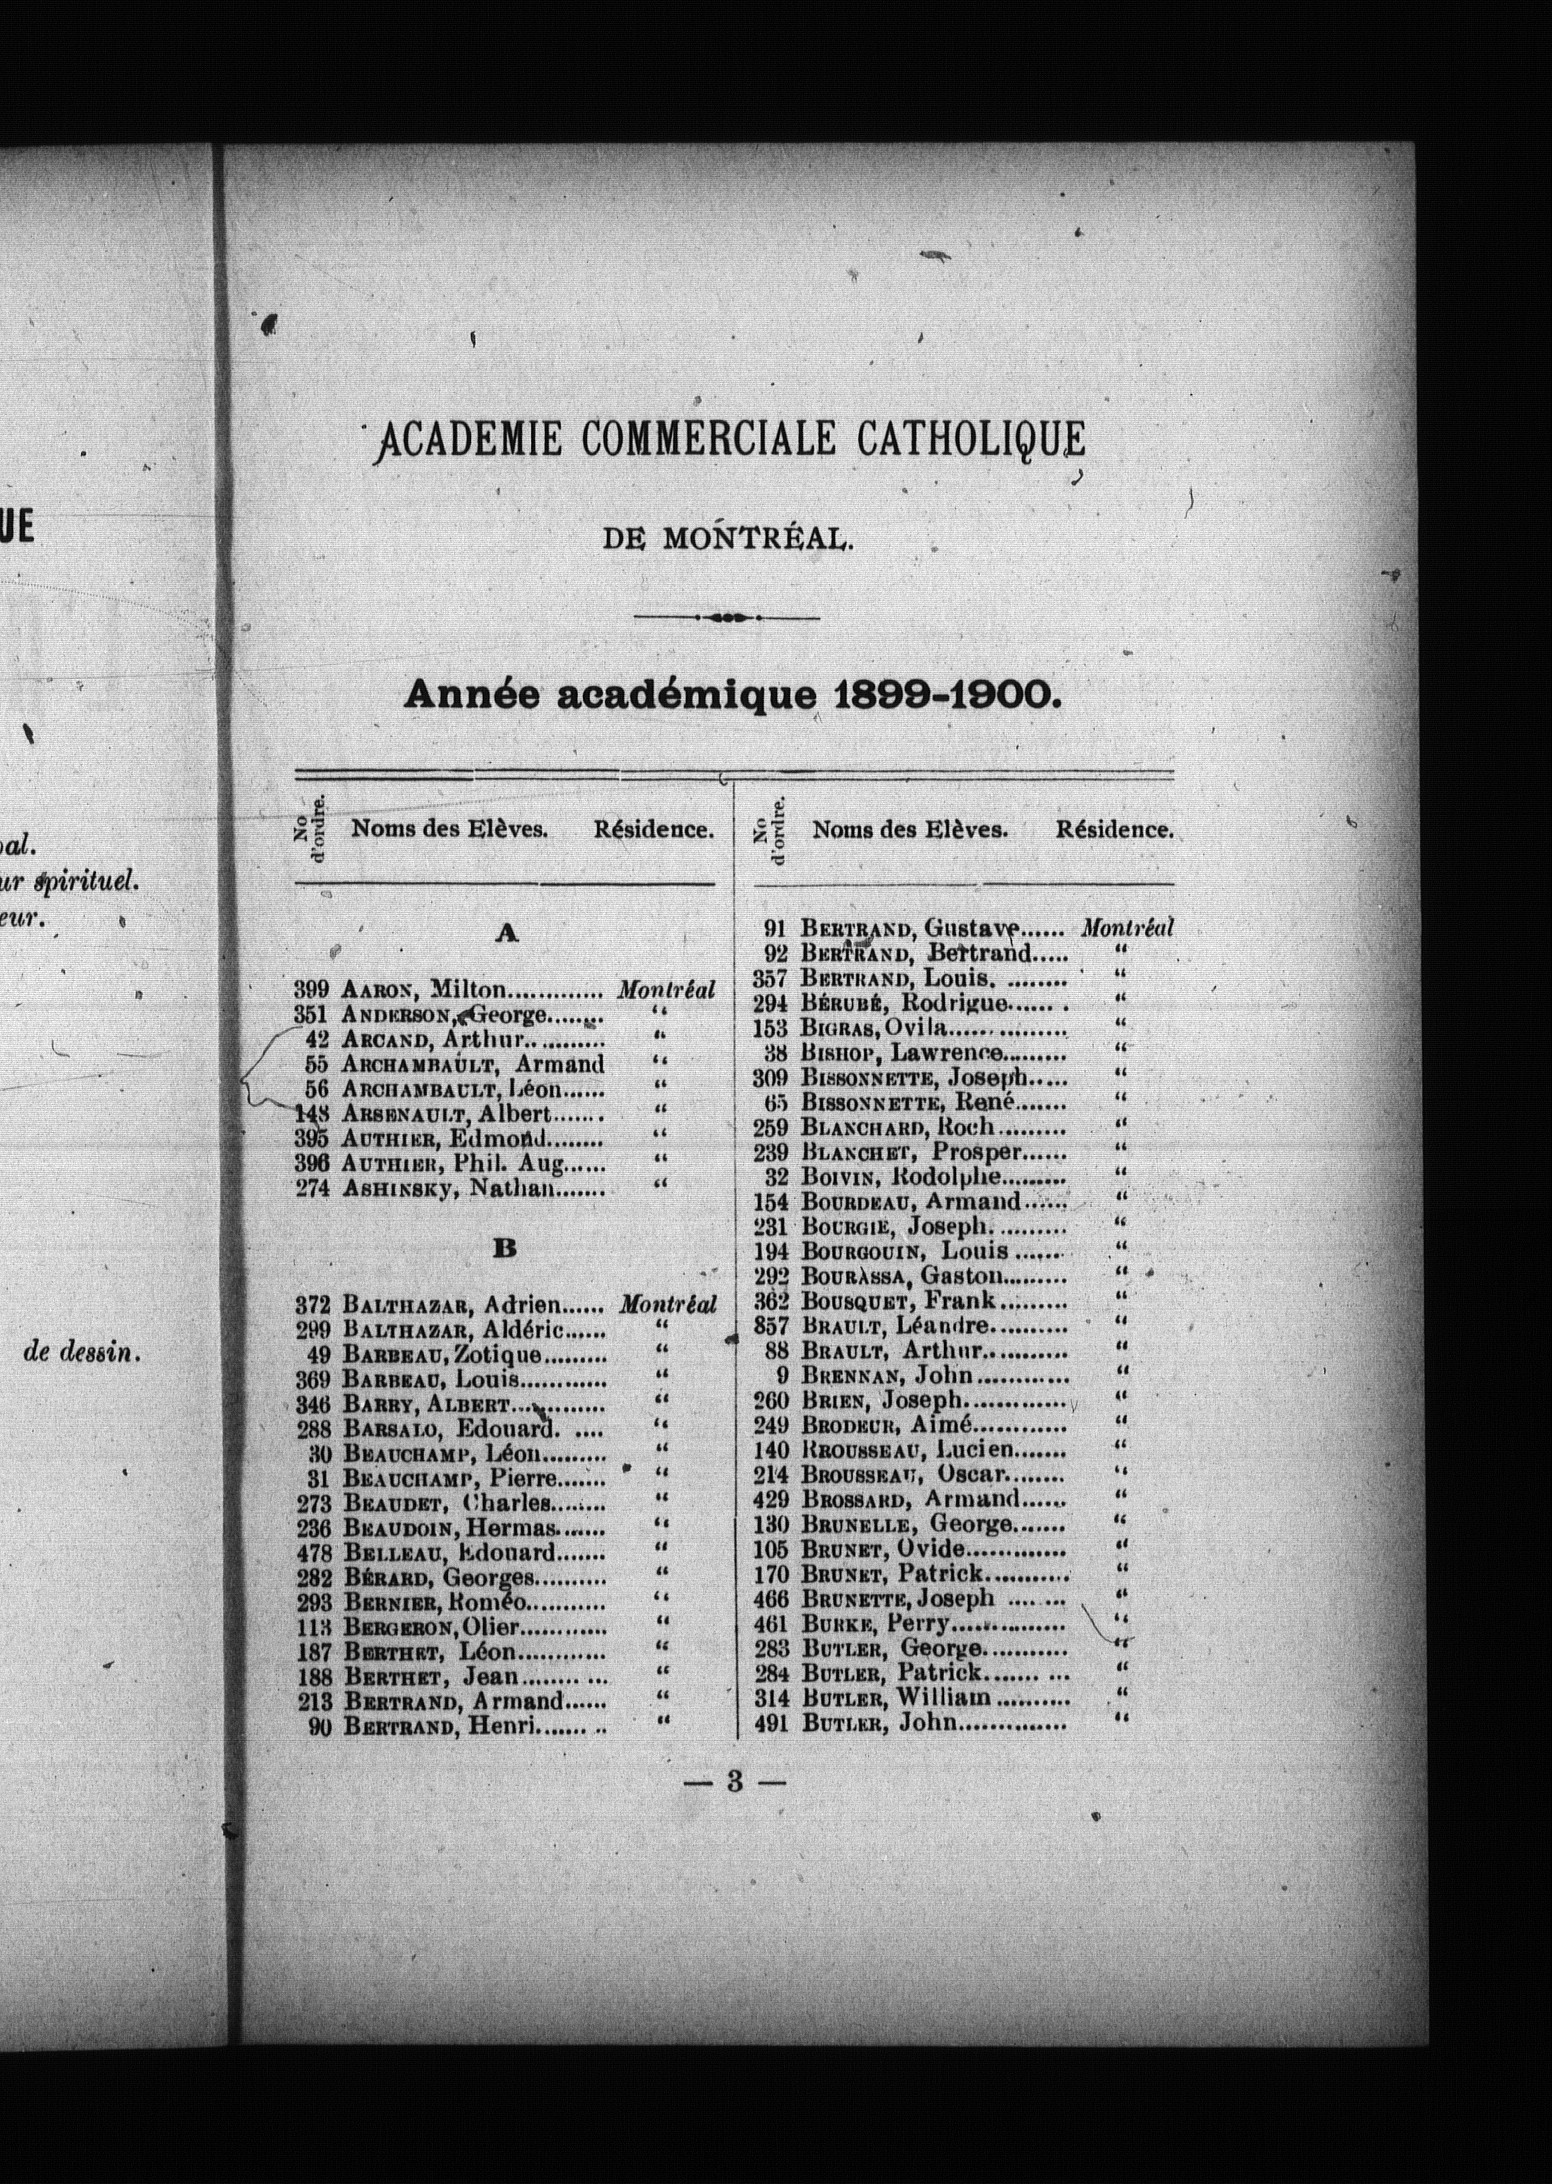 UE
pal.
ur spirituel.
eur.
de dessin.
ACADEMIE COMMERCIALE CATHOLIQUE
DE MONTRÉAL.
Année académique 1899-1900.
No d'ordre. Noms des Elèves. Résidence.
A
399 AARON, Milton............. Montréal
351 ANDERSON, George........ “
42 ARCAND, Arthur........... “
55 ARCHAMBAULT, Armand “
56 ARCHAMBAULT, Léon...... “
148 ARSENAULT, Albert....... “
395 AUTHIER, Edmond........ “
396 AUTHIER, Phil. Aug...... “
274 ASHINSKY, Nathan....... “
B
372 BALTHAZAR, Adrien...... Montréal
299 BALTHAZAR, Aldéric...... “
49 BARBEAU, Zotique......... “
369 BARBEAU, Louis............ “
346 BARRY, ALBERT............ “
288 BARSALO, Edouard. .... “
30 BEAUCHAMP, Léon......... “
31 BEAUCHAMP, Pierre....... “
273 BEAUDET, Charles........ “
236 BEAUDOIN, Hermas....... “
478 BELLEAU, Edouard....... “
282 BÉRARD, Georges.......... “
293 BERNIER, Roméo........... “
113 BERGERON, Olier............ “
187 BERTHET, Léon............ “
188 BERTHET, Jean........ ... “
213 BERTRAND, Armand...... “
90 BERTRAND, Henri....... .. “
No d'ordre. Noms des Elèves. Résidence.
91 BERTRAND, Gustave...... Montréal
92 BERTRAND, Bertrand..... “
357 BERTRAND, Louis. ........ “
294 BÉRUBÉ, Rodrigue...... . “
153 BIGRAS, Ovila............... “
38 BISHOP, Lawrence......... “
309 BISSONNETTE, Joseph..... “
65 BISSONNETTE, René....... “
259 BLANCHARD, Roch......... “
239 BLANCHET, Prosper...... “
32 BOIVIN, Rodolphe......... “
154 BOURDEAU, Armand...... “
231 BOURGIE, Joseph.......... “
194 BOURGOUIN, Louis ...... “
292 BOURASSA, Gaston......... “
362 BOUSQUET, Frank......... “
857 BRAULT, Léandre.......... “
88 BRAULT, Arthur........... “
9 BRENNAN, John............ “
260 BRIEN, Joseph............. “
249 BRODEUR, Aimé............ “
140 RROUSSEAU, Lucien....... “
214 BROUSSEAU, Oscar........ “
429 BROSSARD, Armand...... “
130 BRUNELLE, George....... “
105 BRUNET, Ovide............. “
170 BRUNET, Patrick........... “
466 BRUNETTE, Joseph .... ... “
461 BURKE, Perry............... “
283 BUTLER, George........... “
284 BUTLER, Patrick....... ... “
314 BUTLER, William .......... “
491 BUTLER, John.............. “
— 3 —